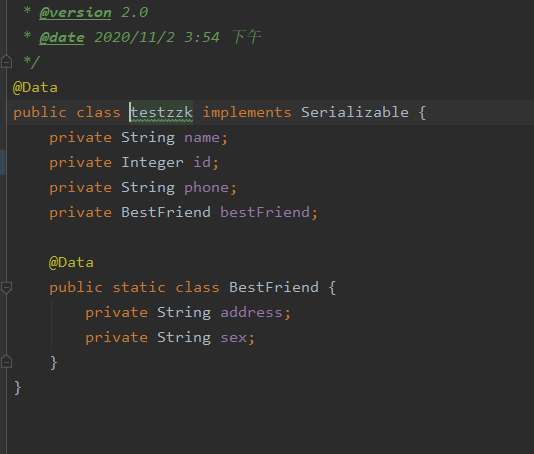 * @version 2.0
* @date 2020/11/2 3:54 下午
*/
@Data
public class testzzk implements Serializable {
    private String name;
    private Integer id;
    private String phone;
    private BestFriend bestFriend;

    @Data
    public static class BestFriend {
        private String address;
        private String sex;
    }
}